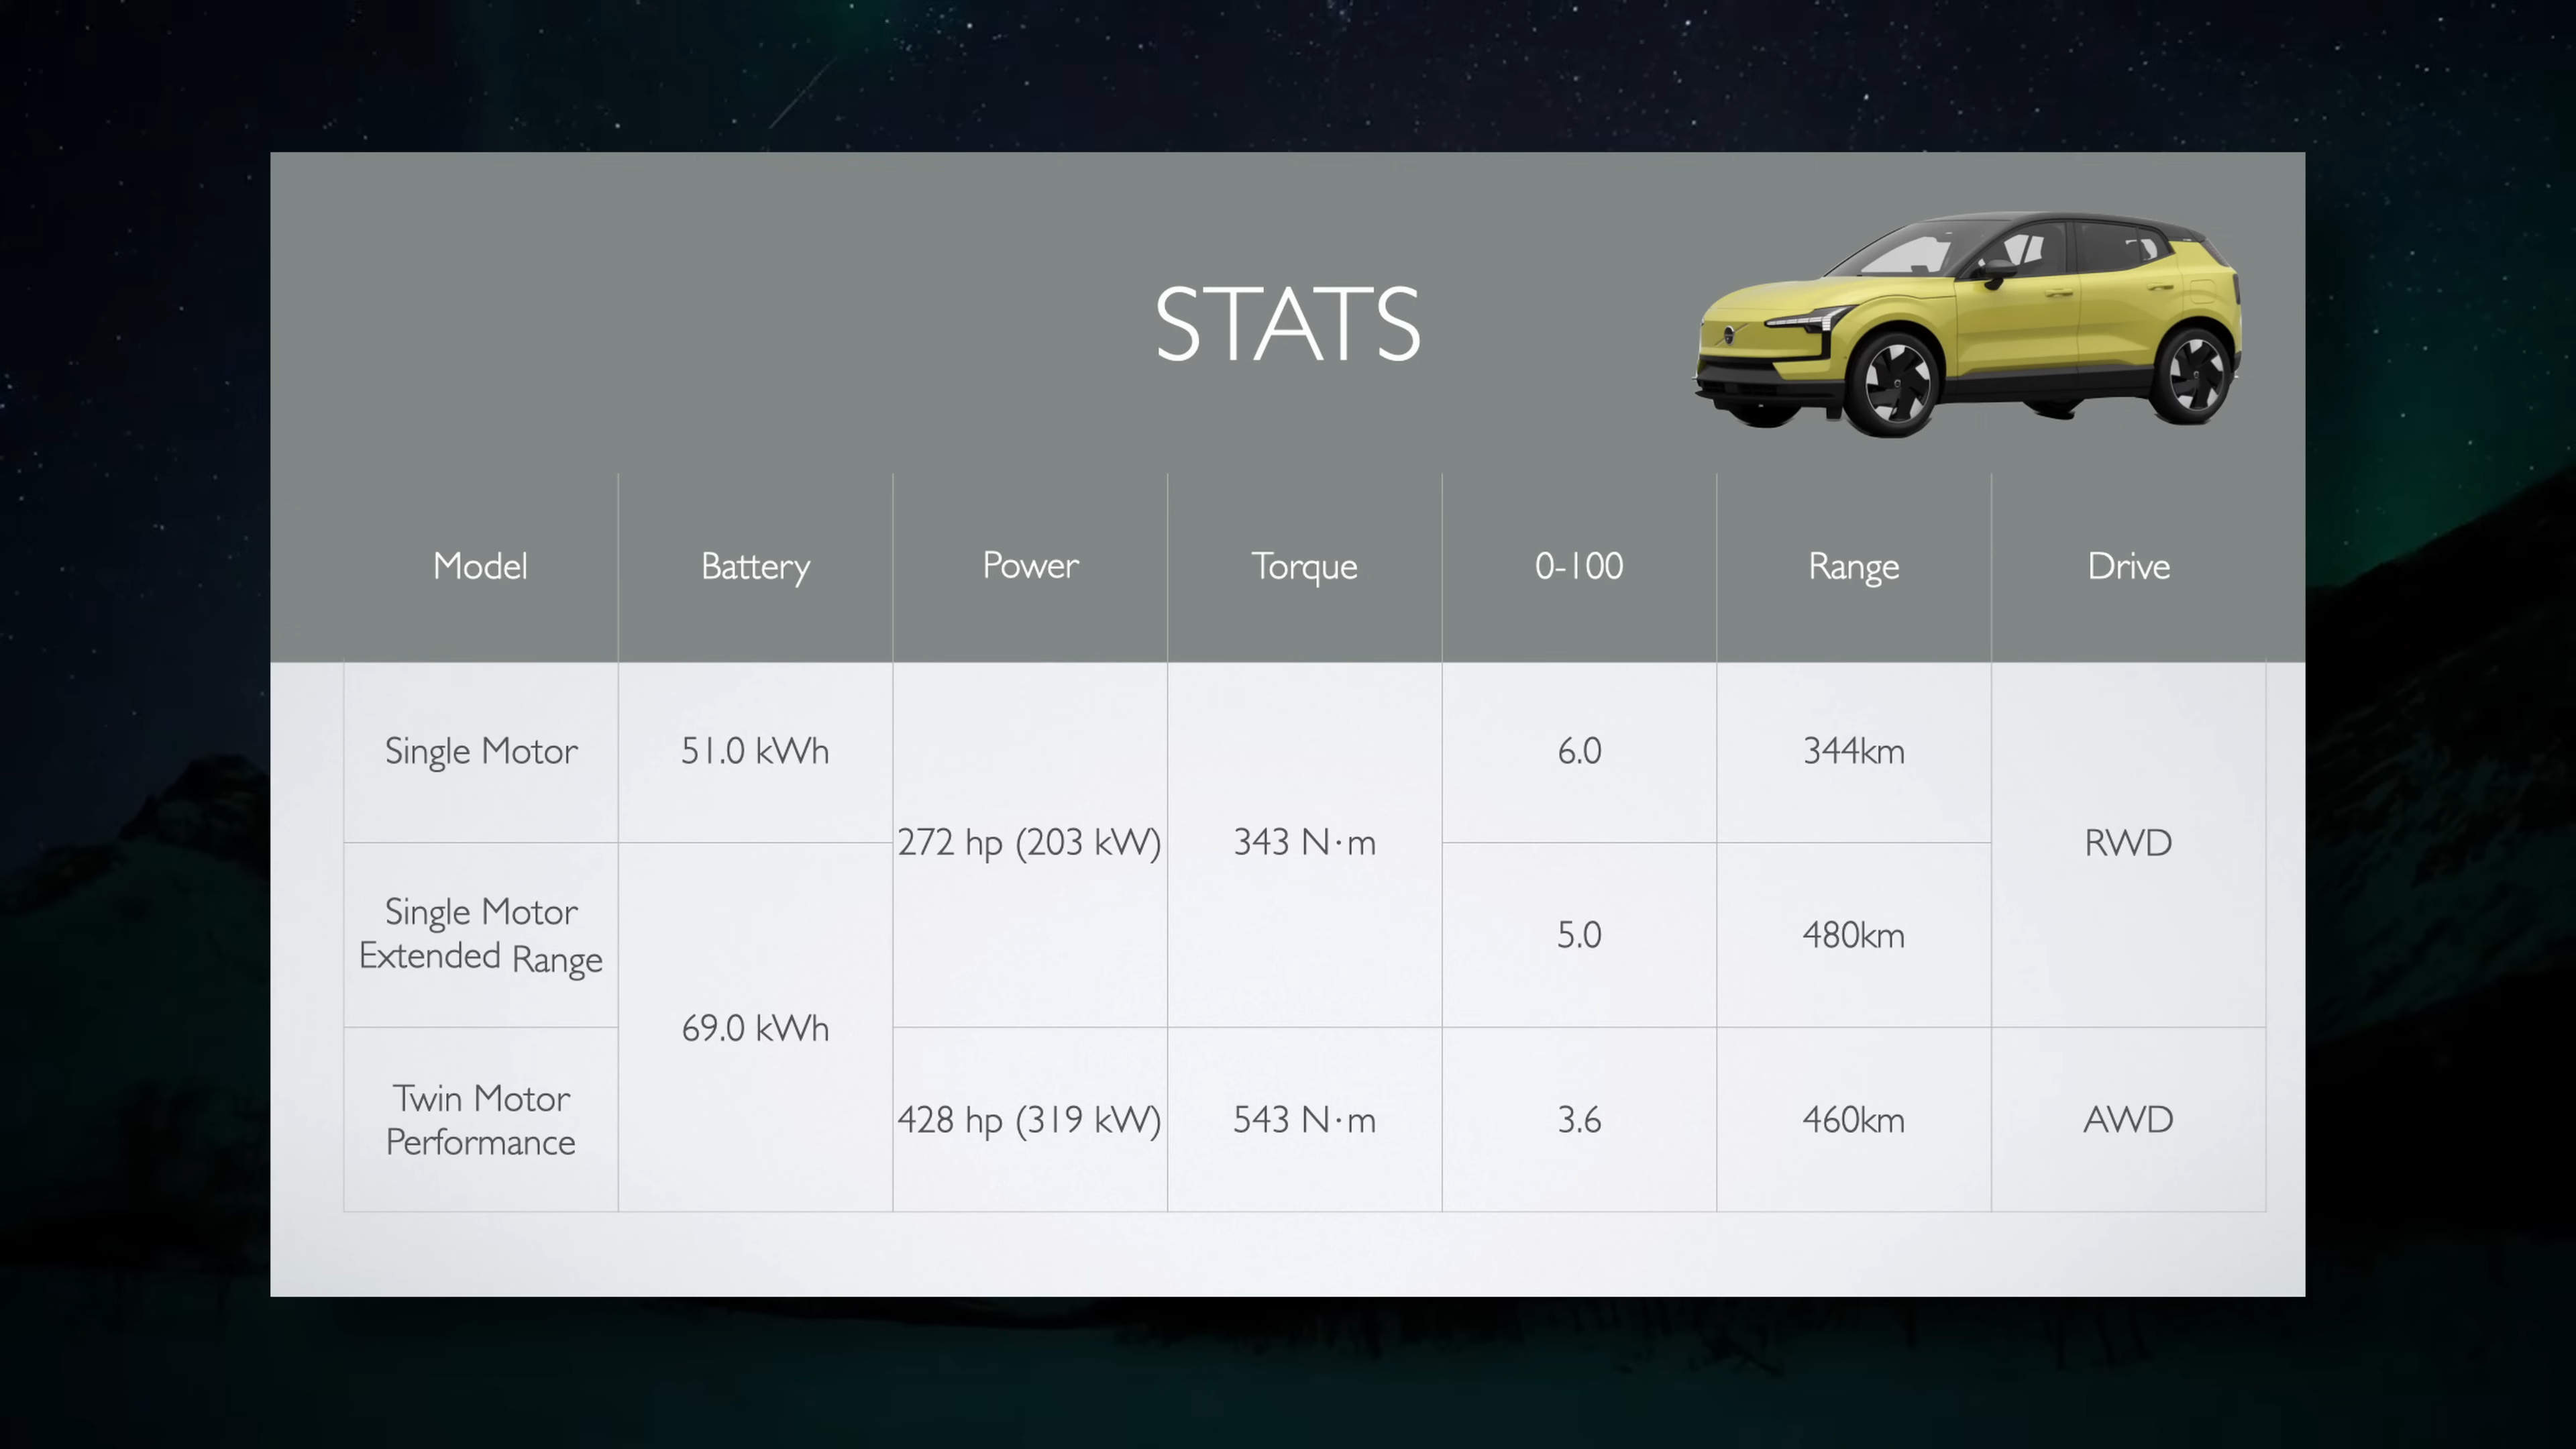 STATS
Model Battery Power Torque 0-100 Range Drive
Single Motor 51.0 kWh 6.0 344km
272 hp (203 kW) 343 N·m RWD
Single Motor
Extended Range
5.0 480km
69.0 kWh
Twin Motor
Performance
428 hp (319 kW) 543 N·m 3.6 460km AWD